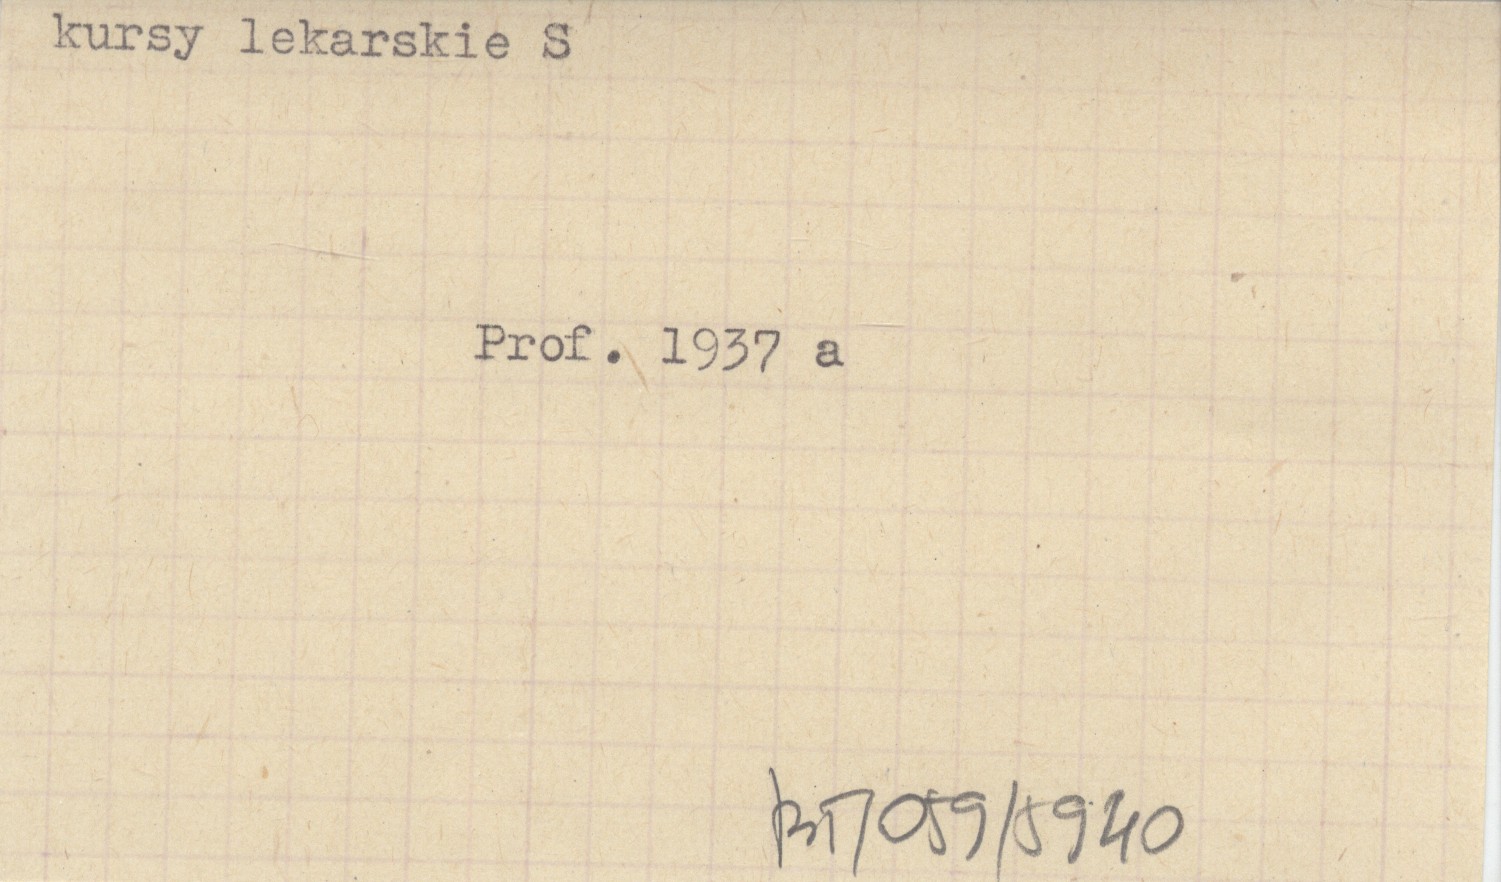 kursy lekarskie S
Prof. 1937 a
BT/059/5940